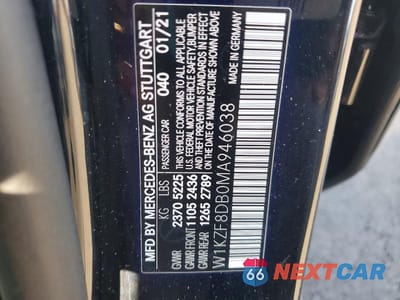 MFD BY MERCEDES-BENZ AG STUTTGART
PASSENGER CAR 040 01/21
KG LBS
GVWR 2370 5225
GAWR FRONT 1105 2436
GAWR REAR 1265 2789
THIS VEHICLE CONFORMS TO ALL APPLICABLE
U.S. FEDERAL MOTOR VEHICLE SAFETY,BUMPER
AND THEFT PREVENTION STANDARDS IN EFFECT
ON THE DATE OF MANUFACTURE SHOWN ABOVE
MADE IN GERMANY
W1KZF8DB0MA946038
66 NEXTCAR